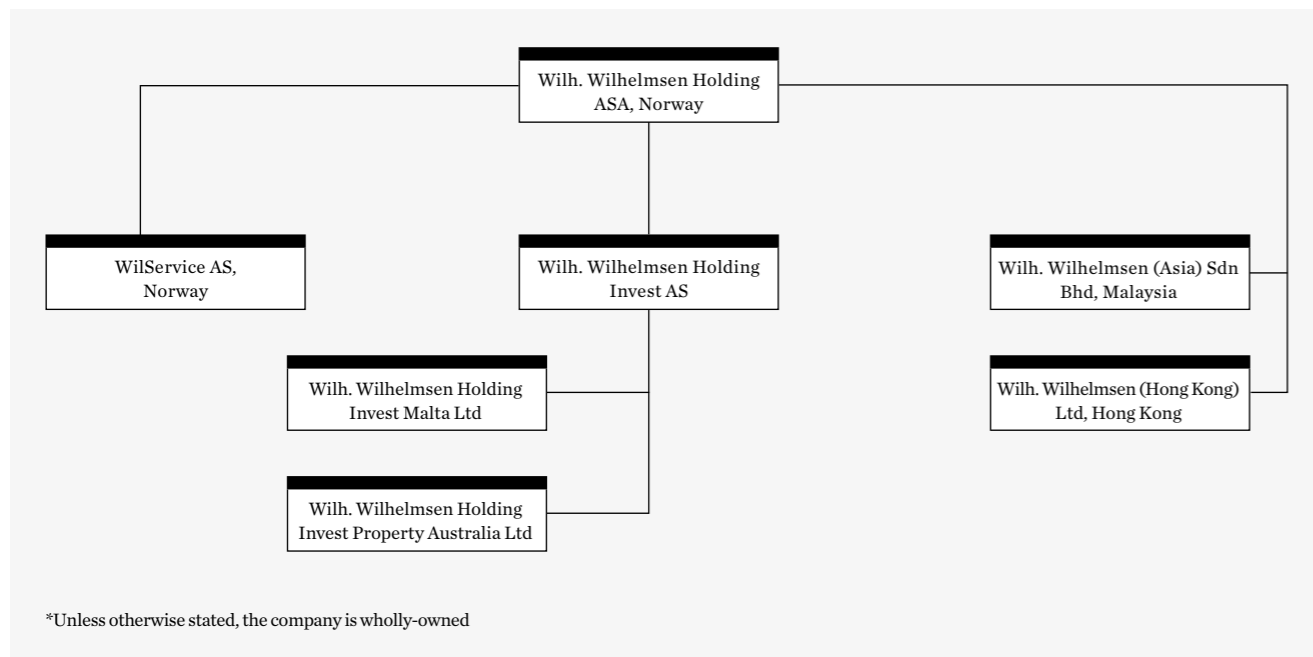 Wilh. Wilhelmsen Holding
ASA, Norway
WilService AS,
Norway
Wilh. Wilhelmsen Holding
Invest AS
Wilh. Wilhelmsen (Asia) Sdn
Bhd, Malaysia
Wilh. Wilhelmsen Holding
Invest Malta Ltd
Wilh. Wilhelmsen (Hong Kong)
Ltd, Hong Kong
Wilh. Wilhelmsen Holding
Invest Property Australia Ltd
*Unless otherwise stated, the company is wholly-owned